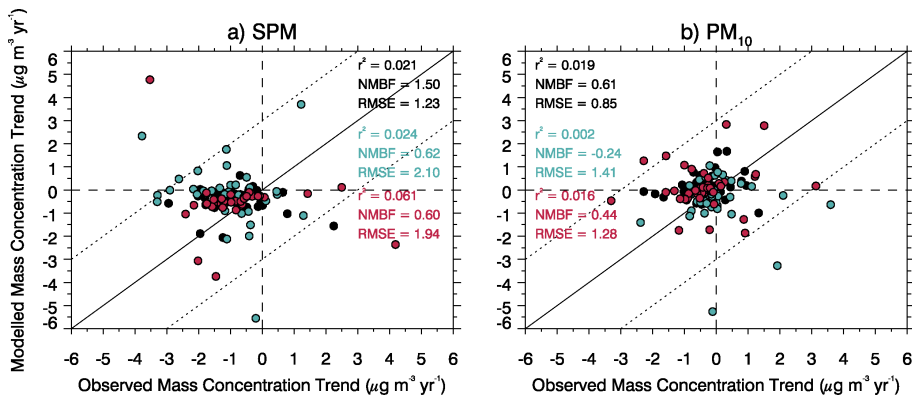 a) SPM
b) PM10
Modelled Mass Concentration Trend (μg m-3 yr-1)
6
5
4
3
2
1
0
-1
-2
-3
-4
-5
-6
r2 = 0.021
NMBF = 1.50
RMSE = 1.23
r2 = 0.024
NMBF = 0.62
RMSE = 2.10
r2 = 0.061
NMBF = 0.60
RMSE = 1.94
-6 -5 -4 -3 -2 -1 0 1 2 3 4 5 6
Observed Mass Concentration Trend (μg m-3 yr-1)
6
5
4
3
2
1
0
-1
-2
-3
-4
-5
-6
r2 = 0.019
NMBF = 0.61
RMSE = 0.85
r2 = 0.002
NMBF = -0.24
RMSE = 1.41
r2 = 0.016
NMBF = 0.44
RMSE = 1.28
-6 -5 -4 -3 -2 -1 0 1 2 3 4 5 6
Observed Mass Concentration Trend (μg m-3 yr-1)